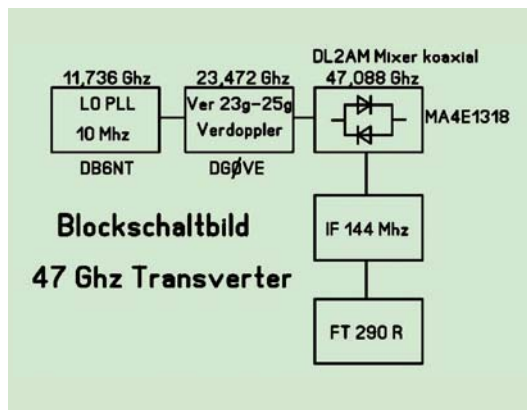 DL2AM Mixer koaxial
11,736 Ghz
23,472 Ghz
47,088 Ghz
LO PLL
10 Mhz
Ver 23g-25g
Verdoppler
MA4E1318
DB6NT
DGØVE
Blockschaltbild
47 Ghz Transverter
IF 144 Mhz
FT 290 R